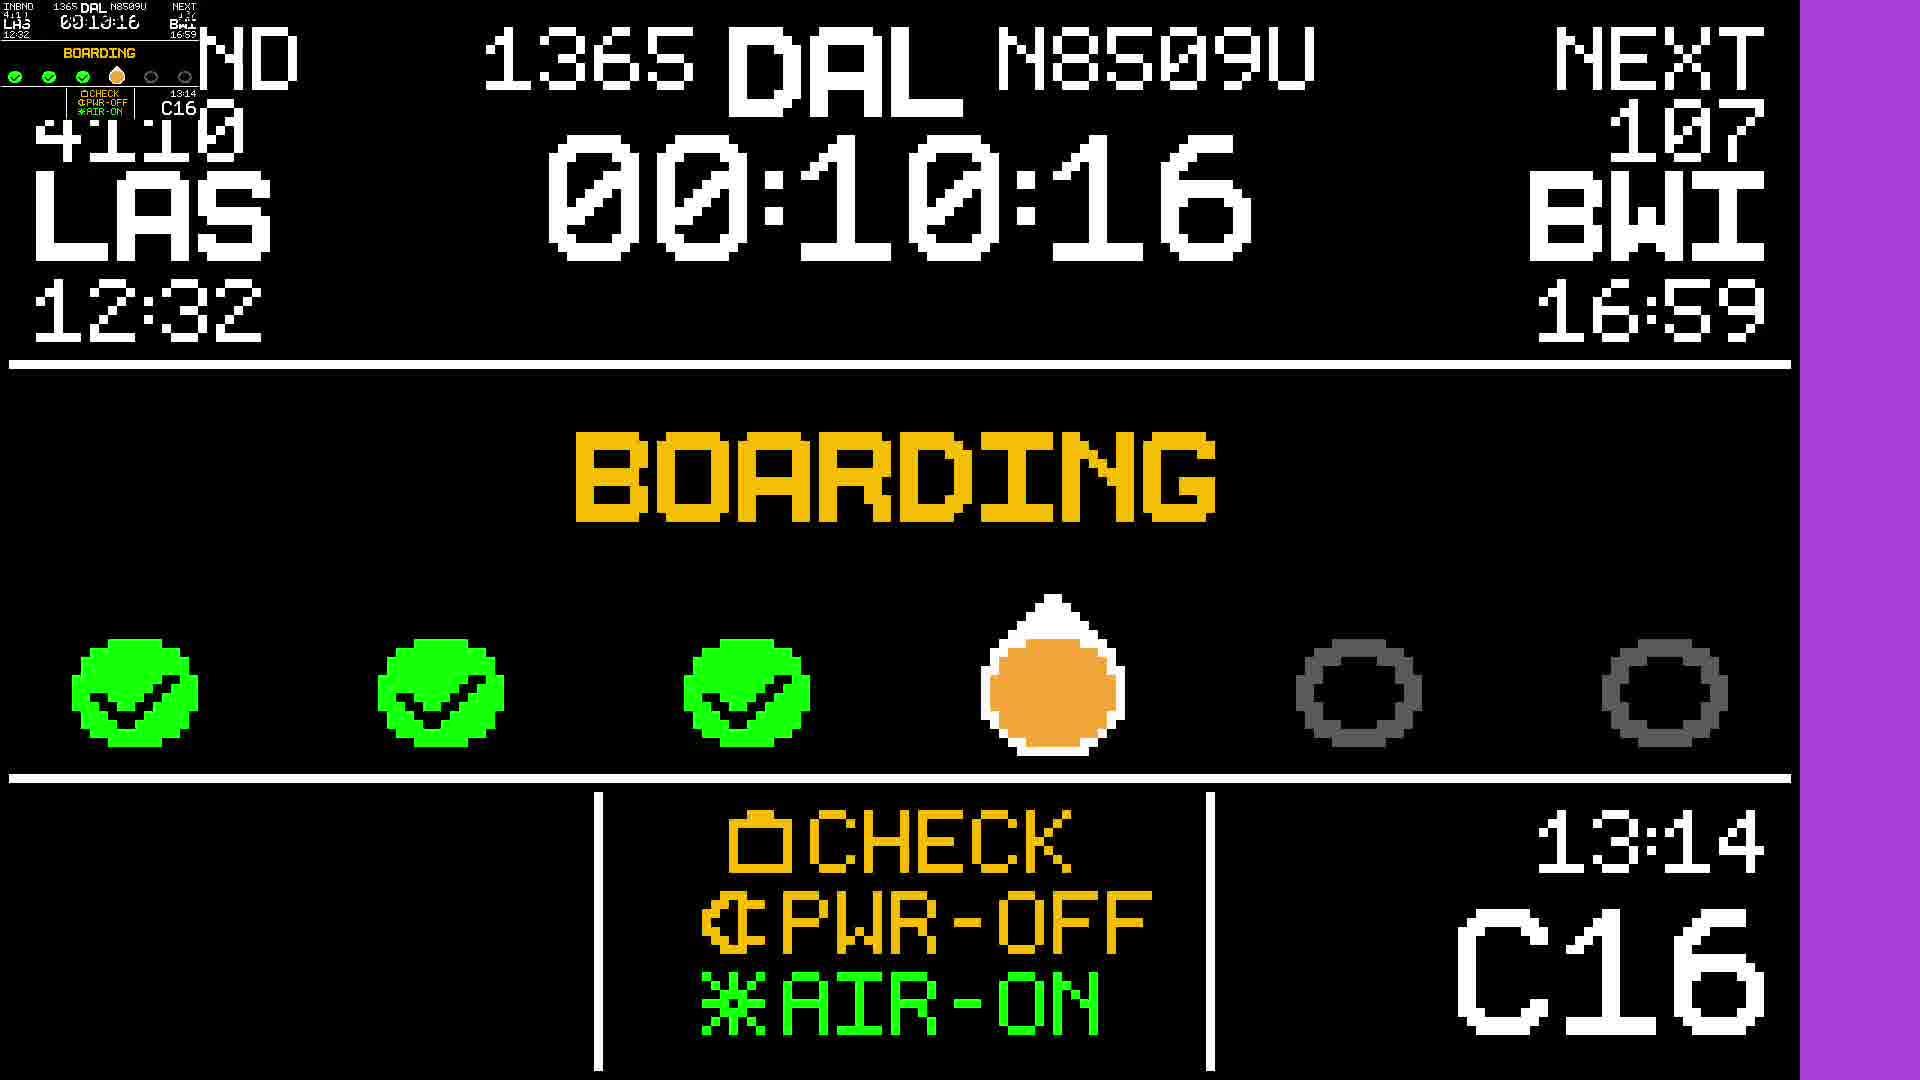 INBND 1365 DAL N8509U NEXT
00:10:16
LAS BWI
12:32 16:59
BOARDING
CHECK 13:14
PWR-OFF
AIR-ON C16
ND 1365 DAL N8509U NEXT
4110 107
LAS 00:10:16 BWI
12:32 16:59
BOARDING
CHECK 13:14
PWR-OFF
AIR-ON C16